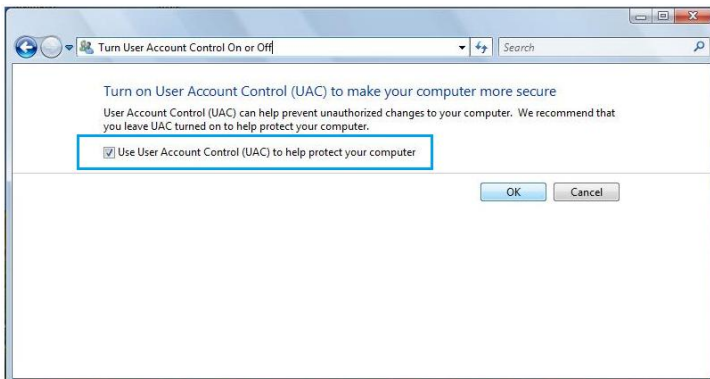 Turn User Account Control On or Off
Search
Turn on User Account Control (UAC) to make your computer more secure
User Account Control (UAC) can help prevent unauthorized changes to your computer. We recommend that
you leave UAC turned on to help protect your computer.
Use User Account Control (UAC) to help protect your computer
OK
Cancel